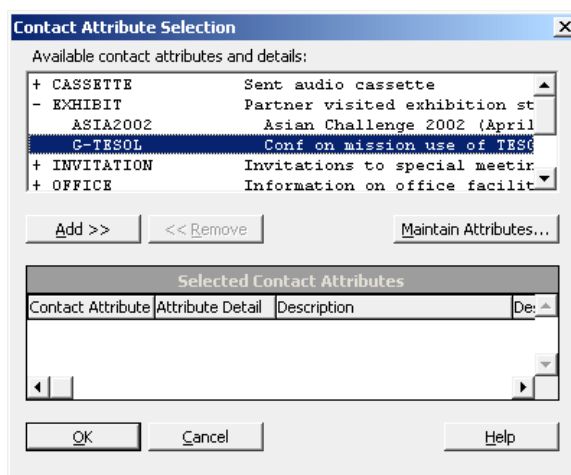 Contact Attribute Selection
Available contact attributes and details:
+ CASSETTE Sent audio cassette
- EXHIBIT Partner visited exhibition st
ASIA2002 Asian Challenge 2002 (April
G-TESOL Conf on mission use of TESO
+ INVITATION Invitations to special meetin
+ OFFICE Information on office facilit
Add >> << Remove Maintain Attributes...
Selected Contact Attributes
Contact Attribute Attribute Detail Description De
OK Cancel Help